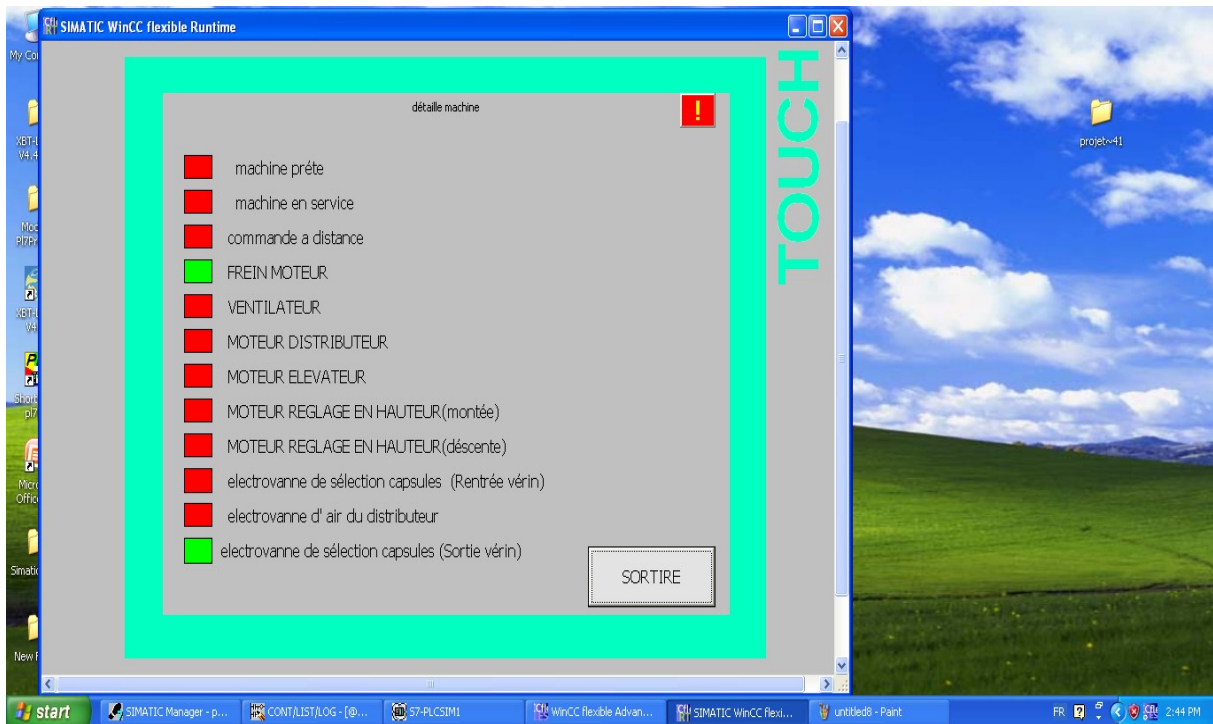 SIMATIC WinCC flexible Runtime
TOUCH
détaille machine
!
machine préte
machine en service
commande a distance
FREIN MOTEUR
VENTILATEUR
MOTEUR DISTRIBUTEUR
MOTEUR ELEVATEUR
MOTEUR REGLAGE EN HAUTEUR(montée)
MOTEUR REGLAGE EN HAUTEUR(déscente)
electrovanne de sélection capsules (Rentrée vérin)
electrovanne d' air du distributeur
electrovanne de sélection capsules (Sortie vérin)
SORTIRE
projet~41
start
SIMATIC Manager - p...
CONT/LIST/LOG - [@...
S7-PLCSIM1
WinCC flexible Advan...
SIMATIC WinCC flexi...
untitled8 - Paint
FR
2:44 PM